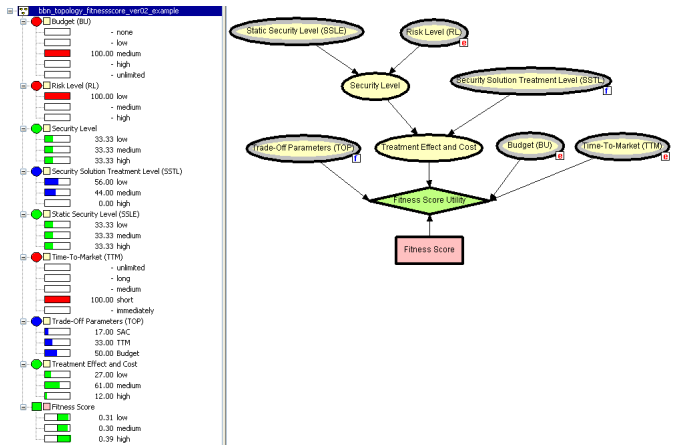 bbn_topology_fitnessscore_ver02_example
Budget (BU)
- none
- low
100.00 medium
- high
- unlimited
Risk Level (RL)
100.00 low
- medium
- high
Security Level
33.33 low
33.33 medium
33.33 high
Security Solution Treatment Level (SSTL)
56.00 low
44.00 medium
0.00 high
Static Security Level (SSLE)
33.33 low
33.33 medium
33.33 high
Time-To-Market (TTM)
- unlimited
- long
- medium
100.00 short
- immediately
Trade-Off Parameters (TOP)
17.00 SAC
33.00 TTM
50.00 Budget
Treatment Effect and Cost
27.00 low
61.00 medium
12.00 high
Fitness Score
0.31 low
0.30 medium
0.39 high
Static Security Level (SSLE)
Risk Level (RL)
e
Security Level
Security Solution Treatment Level (SSTL)
f
Trade-Off Parameters (TOP)
f
Treatment Effect and Cost
Budget (BU)
e
Time-To-Market (TTM)
e
Fitness Score Utility
Fitness Score